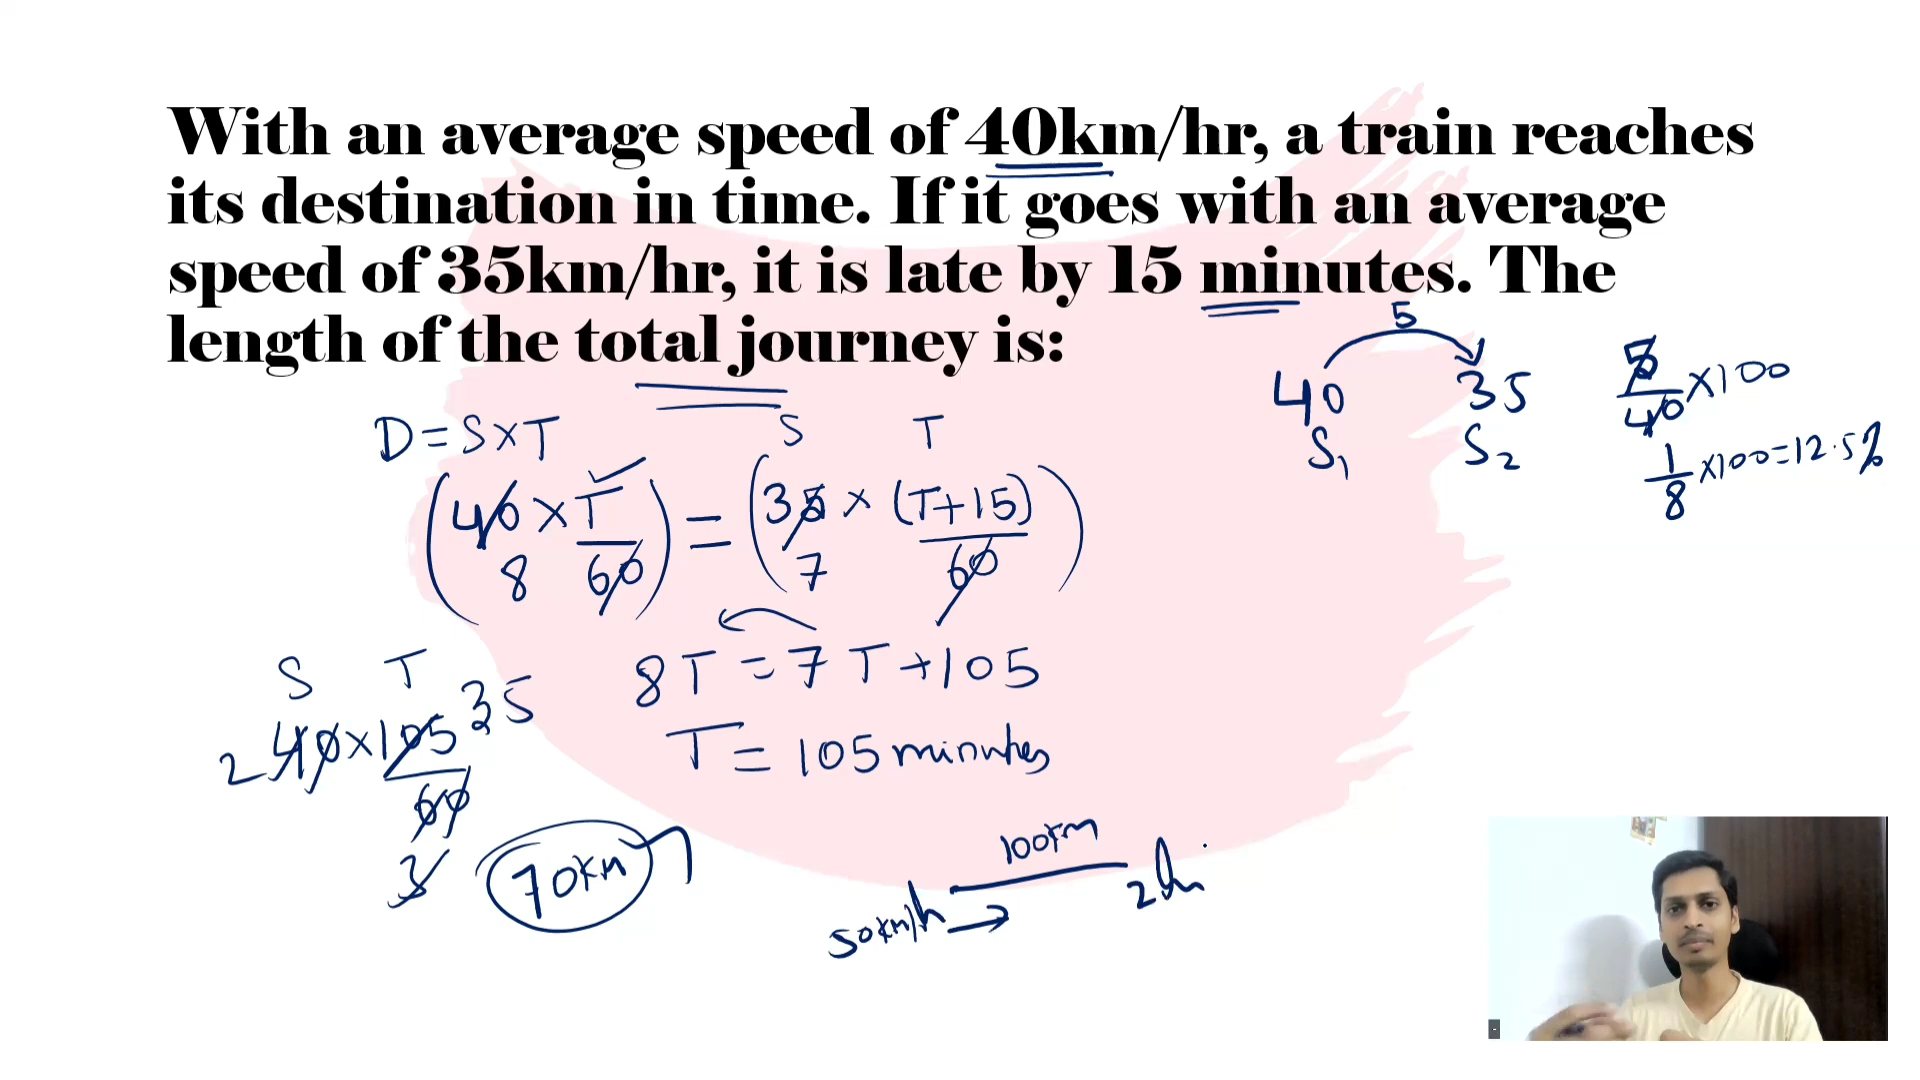 With an average speed of 40km/hr, a train reaches
its destination in time. If it goes with an average
speed of 35km/hr, it is late by 15 minutes. The
length of the total journey is:
5
40 35
S1 S2
5/40 ×100
1/8 ×100=12.5%
D=S×T
S T
(40×T/60)=(35×(T+15)/60)
8 7
8T=7T+105
T=105 minutes
S T
2 40×105/60 35
3
70km
100km
50km/h 2h